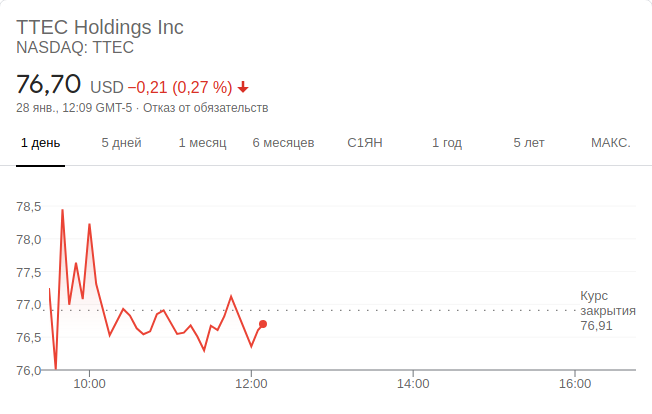 TTEC Holdings Inc
NASDAQ: TTEC
76,70 USD −0,21 (0,27 %)
28 янв., 12:09 GMT-5 · Отказ от обязательств
1 день 5 дней 1 месяц 6 месяцев С1ЯН 1 год 5 лет МАКС.
78,5
78,0
77,5
77,0
76,5
76,0
Курс
закрытия
76,91
10:00 12:00 14:00 16:00